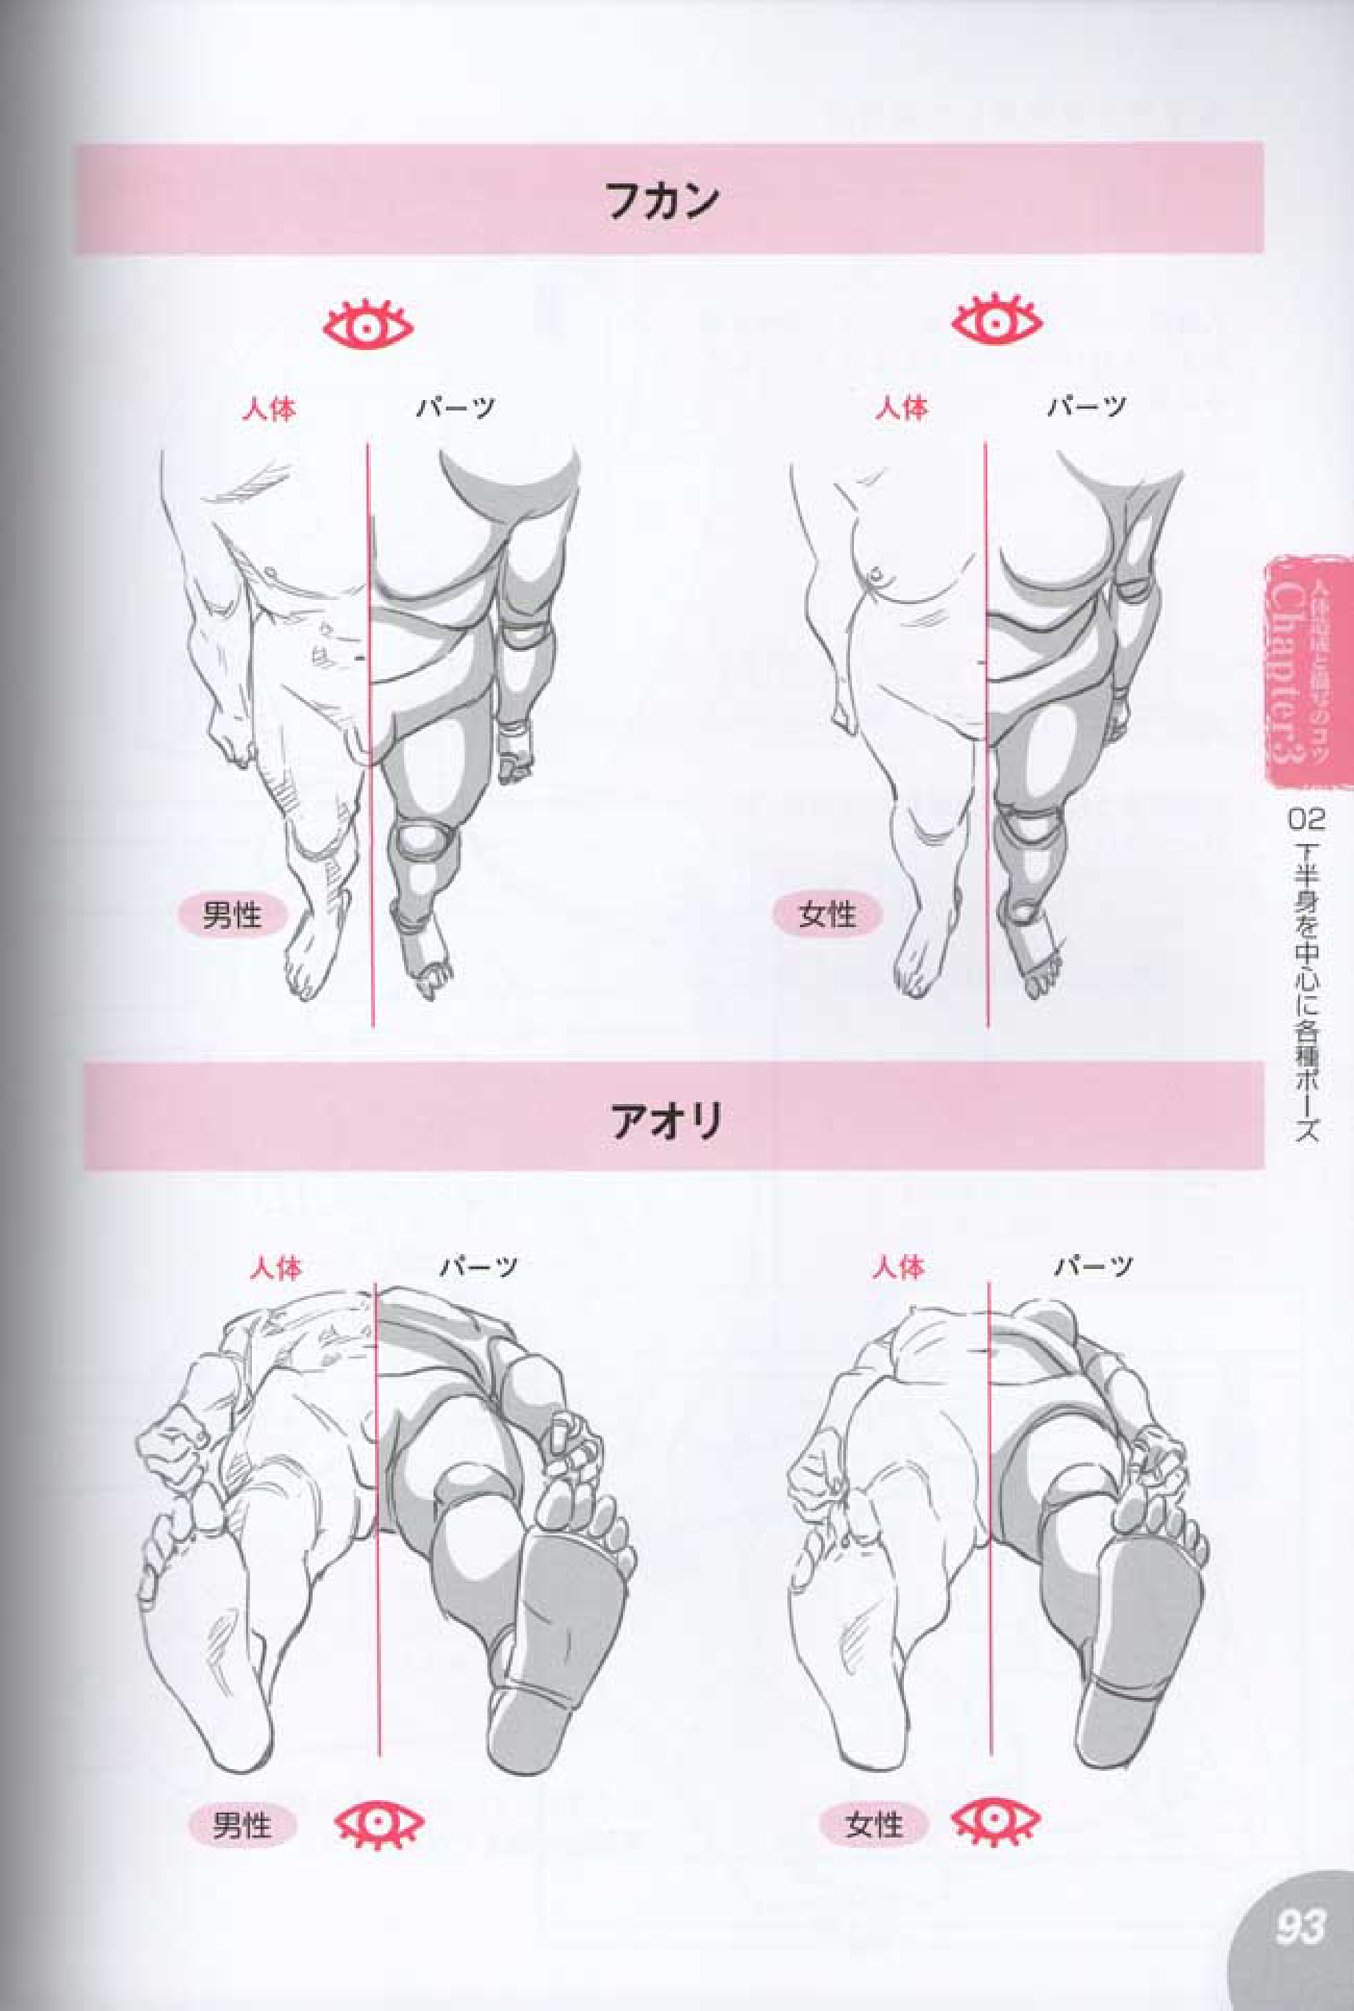 フカン
人体 パーツ
人体 パーツ
男性
女性
アオリ
人体 パーツ
人体 パーツ
男性
女性
Chapter3
人体造成と描写のコツ
02 下半身を中心に各種ポーズ
93